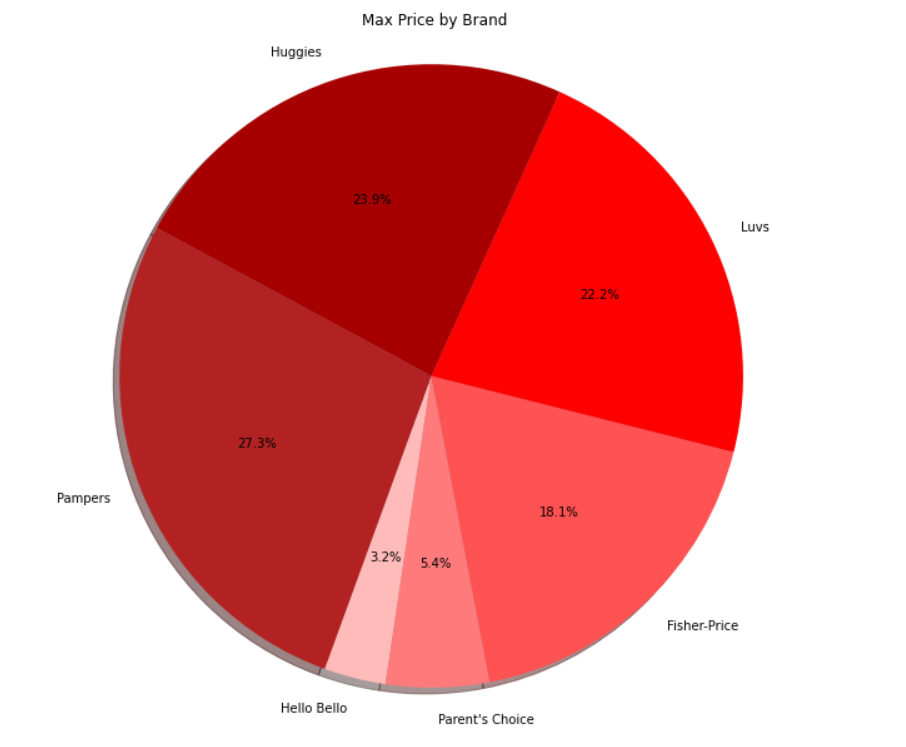 Max Price by Brand
Huggies
23.9%
Luvs
22.2%
27.3%
Pampers
18.1%
3.2%
5.4%
Fisher-Price
Hello Bello
Parent's Choice